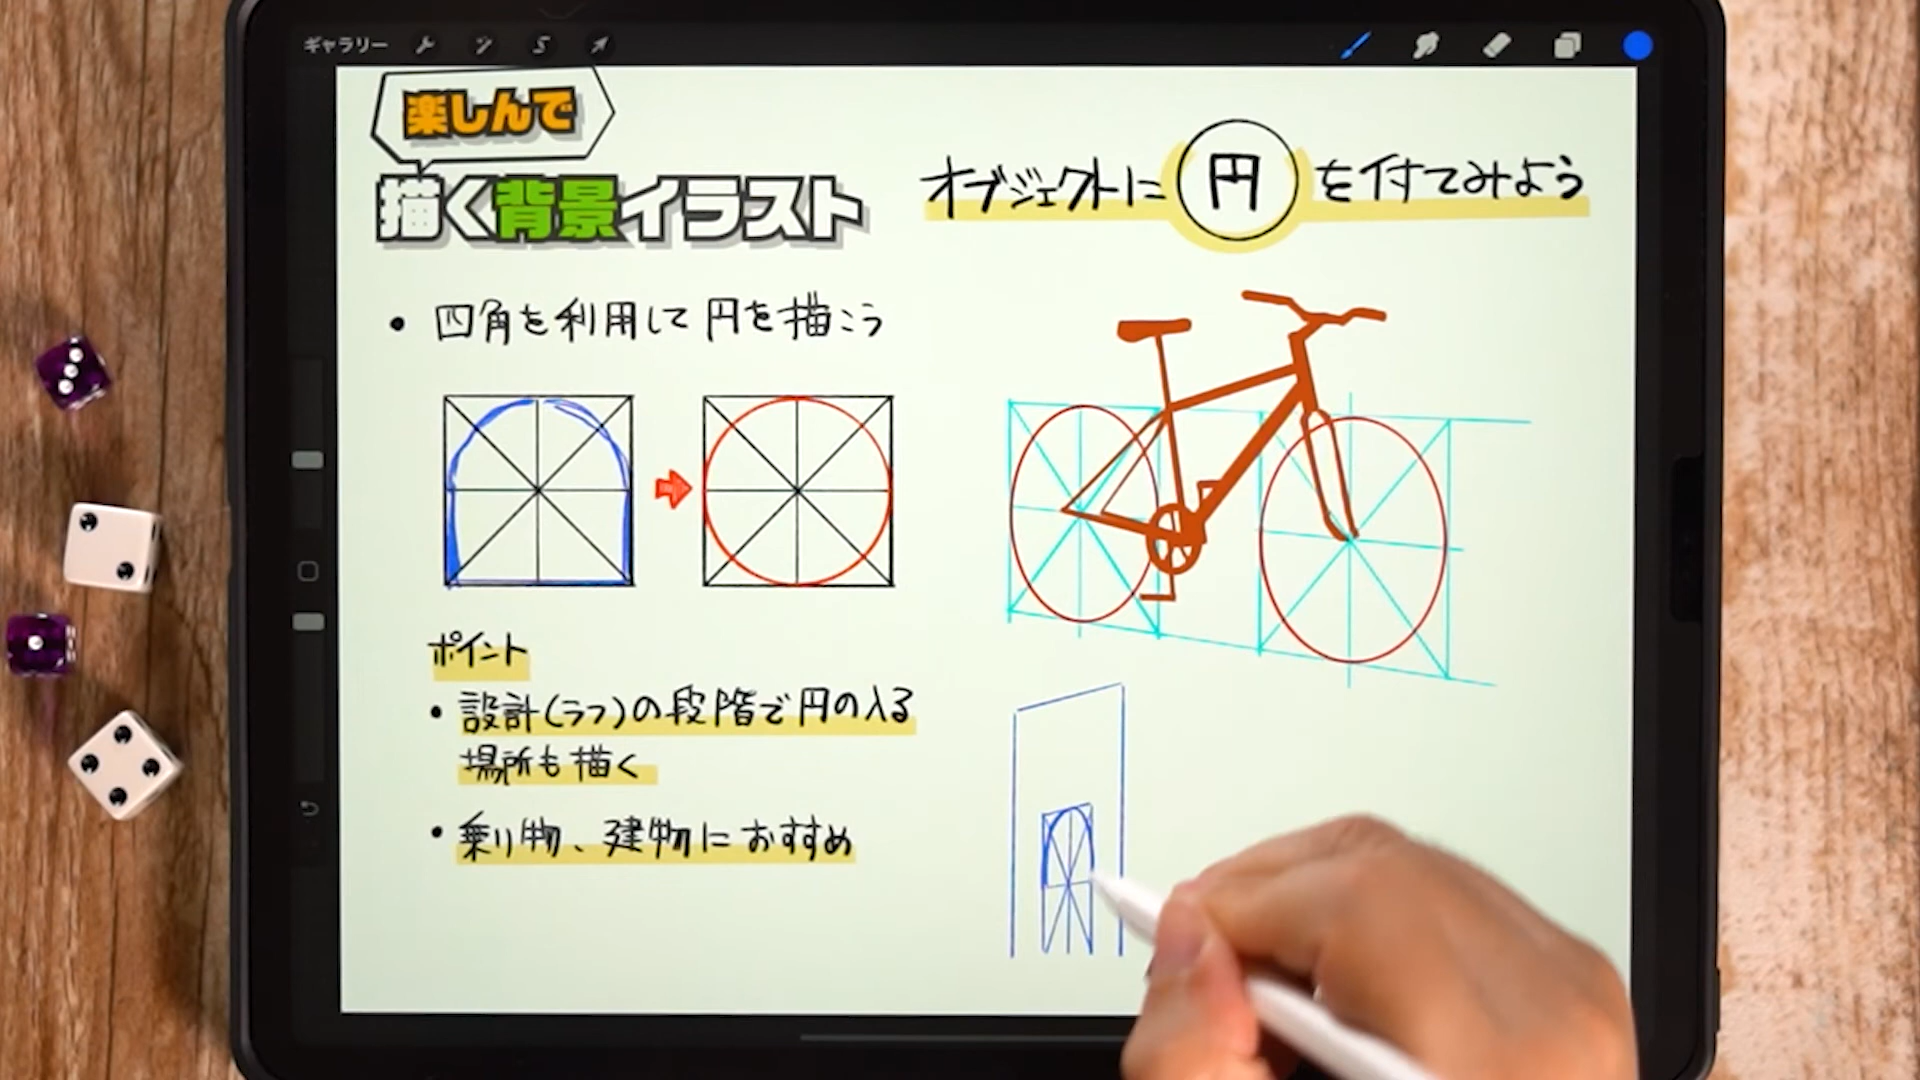 ギャラリー
楽しんで
描く背景イラスト
オブジェクトに円を付てみよう
• 四角を利用して円を描こう
ポイント
• 設計(ラフ)の段階で円の入る
場所も描く
• 乗り物、建物におすすめ